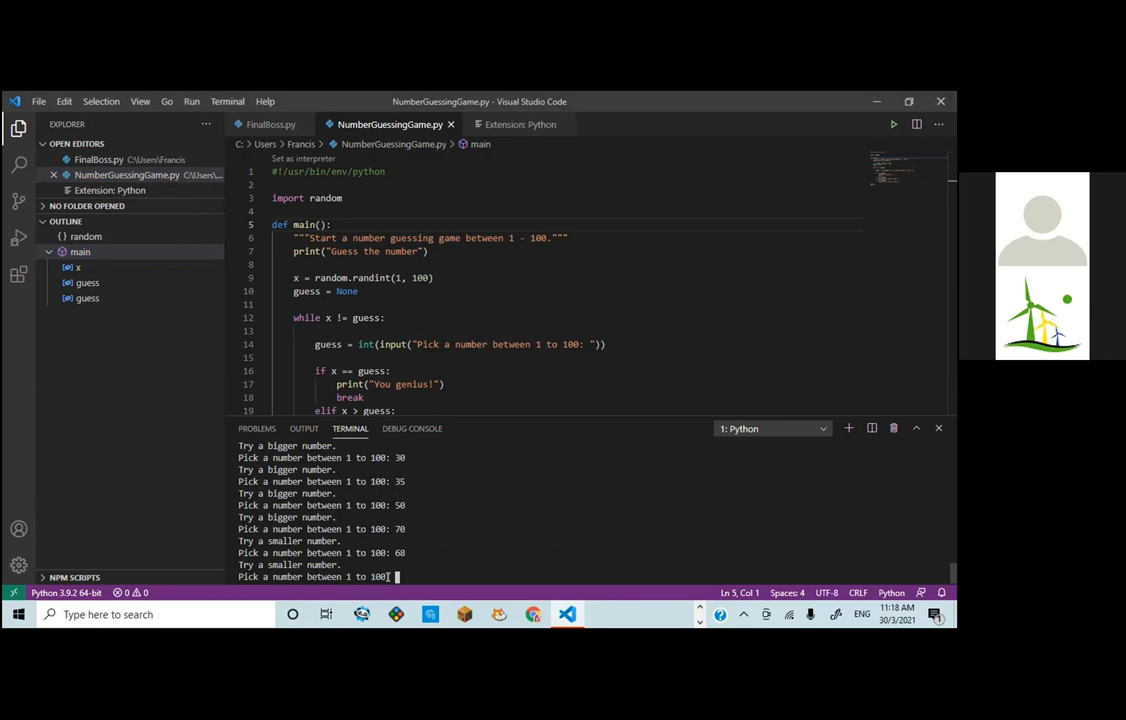 File Edit Selection View Go Run Terminal Help
NumberGuessingGame.py - Visual Studio Code
EXPLORER
FinalBoss.py
NumberGuessingGame.py
Extension: Python
OPEN EDITORS
FinalBoss.py C:\Users\Francis
NumberGuessingGame.py C:\Users\...
Extension: Python
NO FOLDER OPENED
OUTLINE
random
main
x
guess
guess
NPM SCRIPTS
C: > Users > Francis > NumberGuessingGame.py > main
Set as interpreter
1 #!/usr/bin/env/python
2
3 import random
4
5 def main():
6 """Start a number guessing game between 1 - 100."""
7 print("Guess the number")
8
9 x = random.randint(1, 100)
10 guess = None
11
12 while x != guess:
13
14 guess = int(input("Pick a number between 1 to 100: "))
15
16 if x == guess:
17 print("You genius!")
18 break
19 elif x > guess:
PROBLEMS OUTPUT TERMINAL DEBUG CONSOLE
1: Python
Try a bigger number.
Pick a number between 1 to 100: 30
Try a bigger number.
Pick a number between 1 to 100: 35
Try a bigger number.
Pick a number between 1 to 100: 50
Try a bigger number.
Pick a number between 1 to 100: 70
Try a smaller number.
Pick a number between 1 to 100: 68
Try a smaller number.
Pick a number between 1 to 100:
Python 3.9.2 64-bit 0 0
Ln 5, Col 1 Spaces: 4 UTF-8 CRLF Python
Type here to search
ENG
11:18 AM
30/3/2021